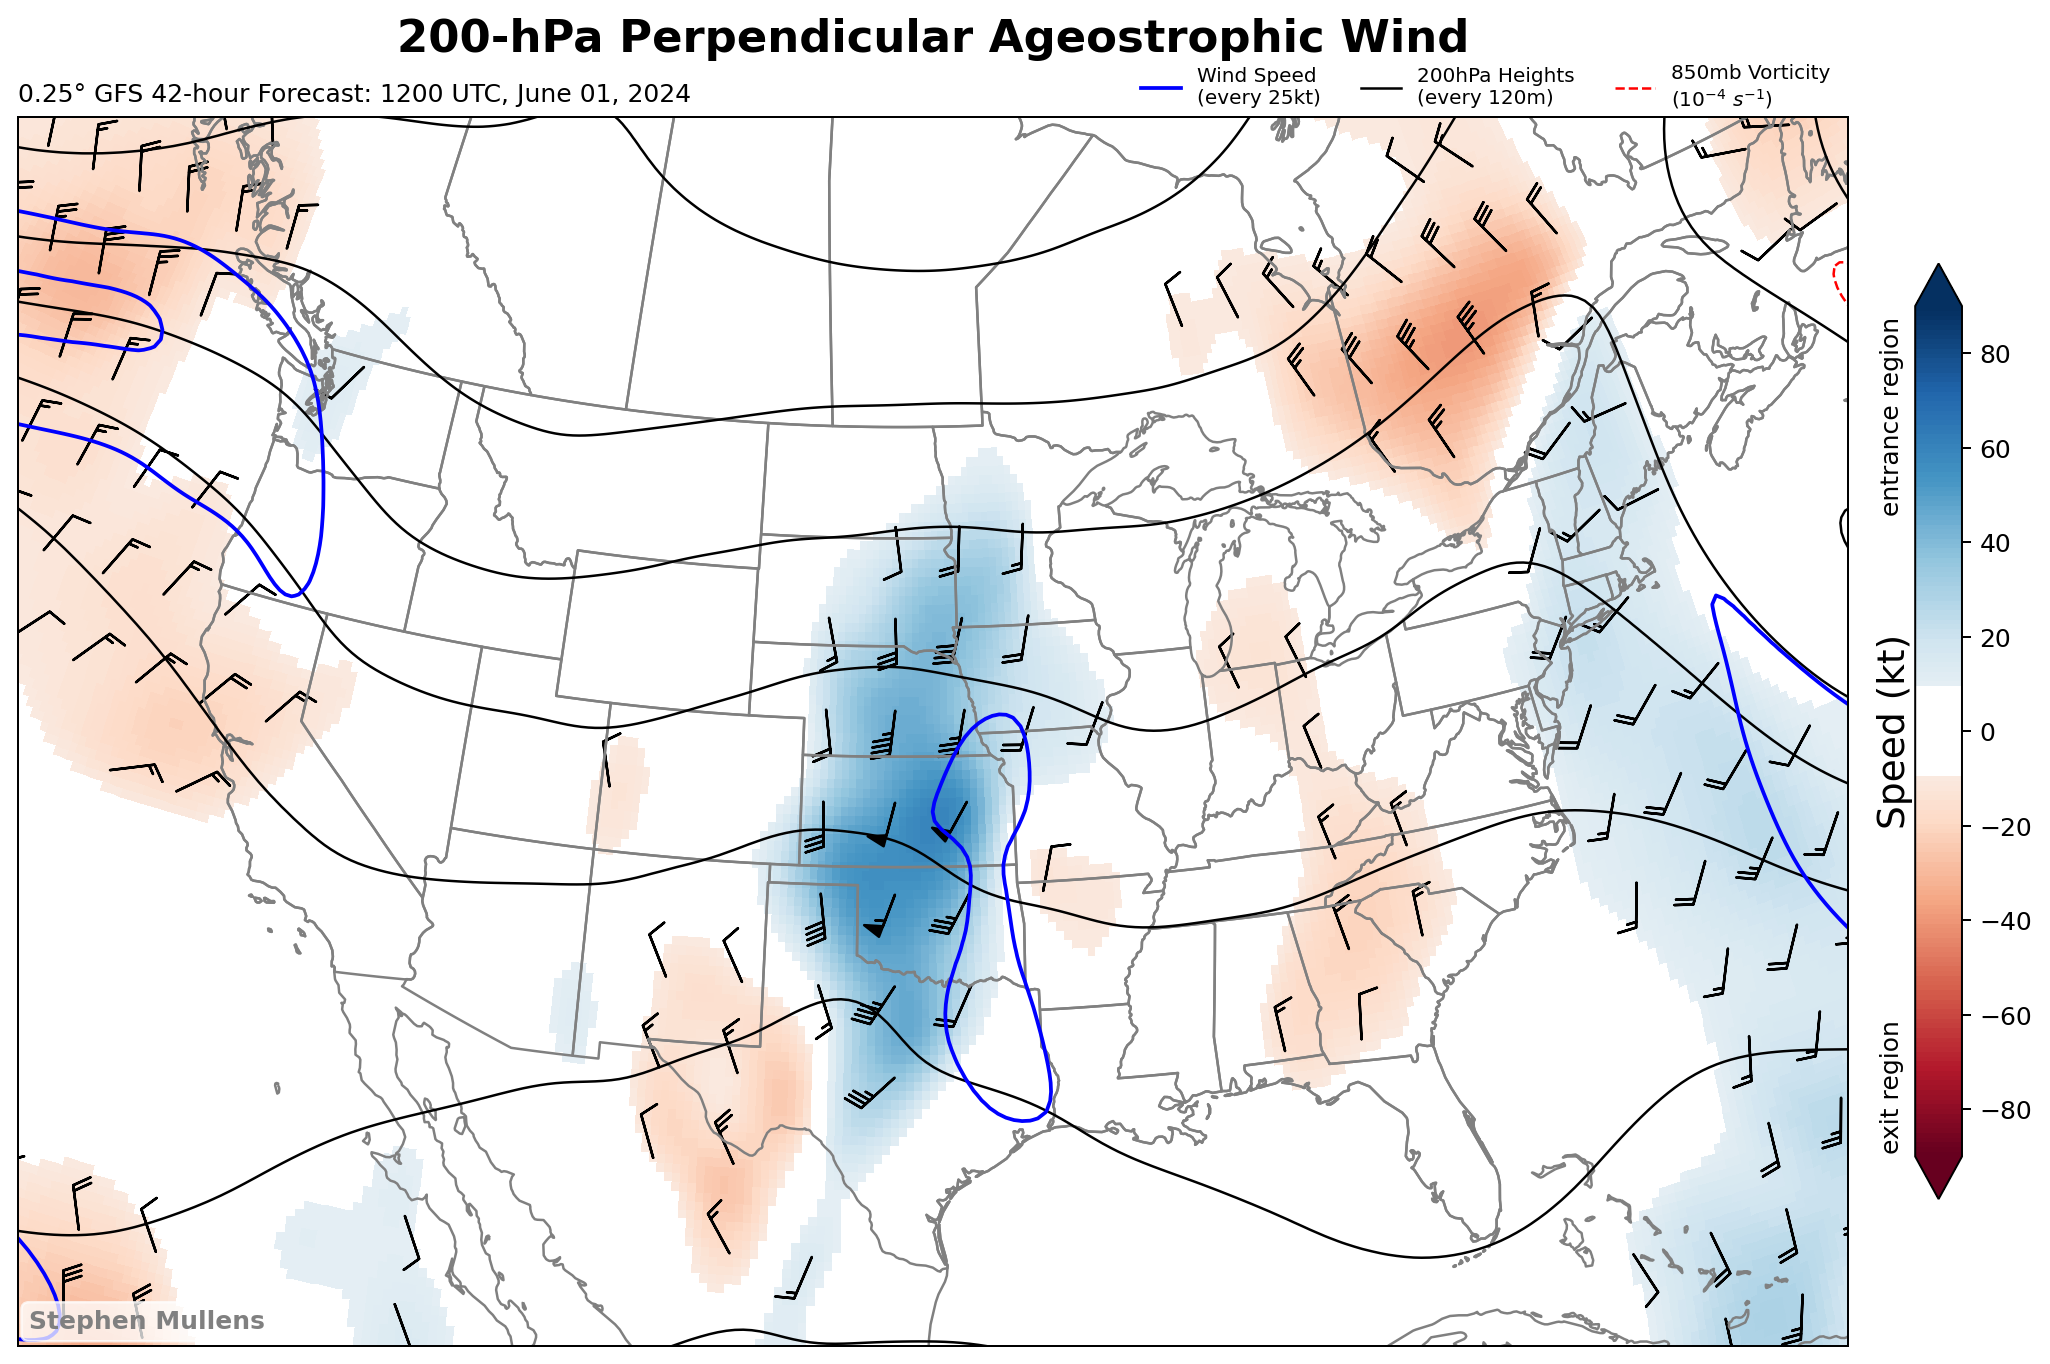 200-hPa Perpendicular Ageostrophic Wind
0.25° GFS 42-hour Forecast: 1200 UTC, June 01, 2024
Wind Speed
(every 25kt)
200hPa Heights
(every 120m)
850mb Vorticity
(10⁻⁴ s⁻¹)
entrance region
exit region
Speed (kt)
80
60
40
20
0
−20
−40
−60
−80
Stephen Mullens